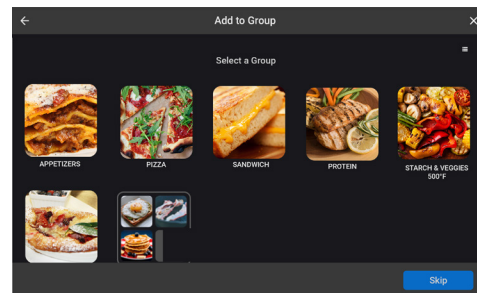 Add to Group
Select a Group
APPETIZERS
PIZZA
SANDWICH
PROTEIN
STARCH & VEGGIES
500°F
Skip